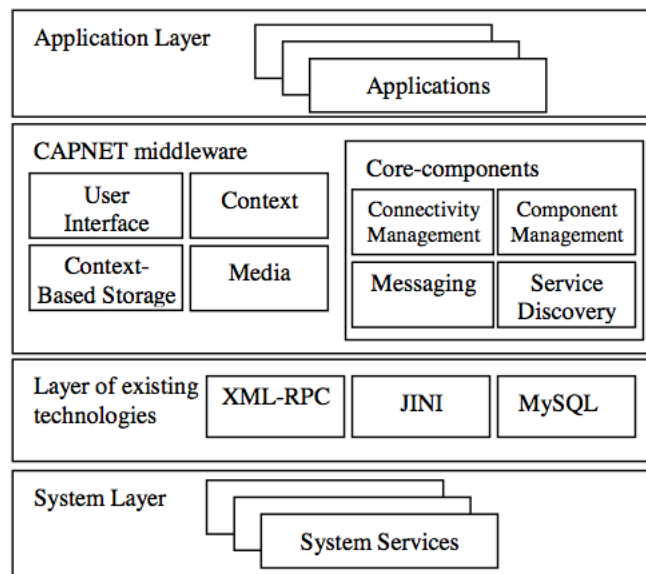 Application Layer
Applications
CAPNET middleware
User
Interface
Context
Context-
Based Storage
Media
Core-components
Connectivity
Management
Component
Management
Messaging
Service
Discovery
Layer of existing
technologies
XML-RPC
JINI
MySQL
System Layer
System Services